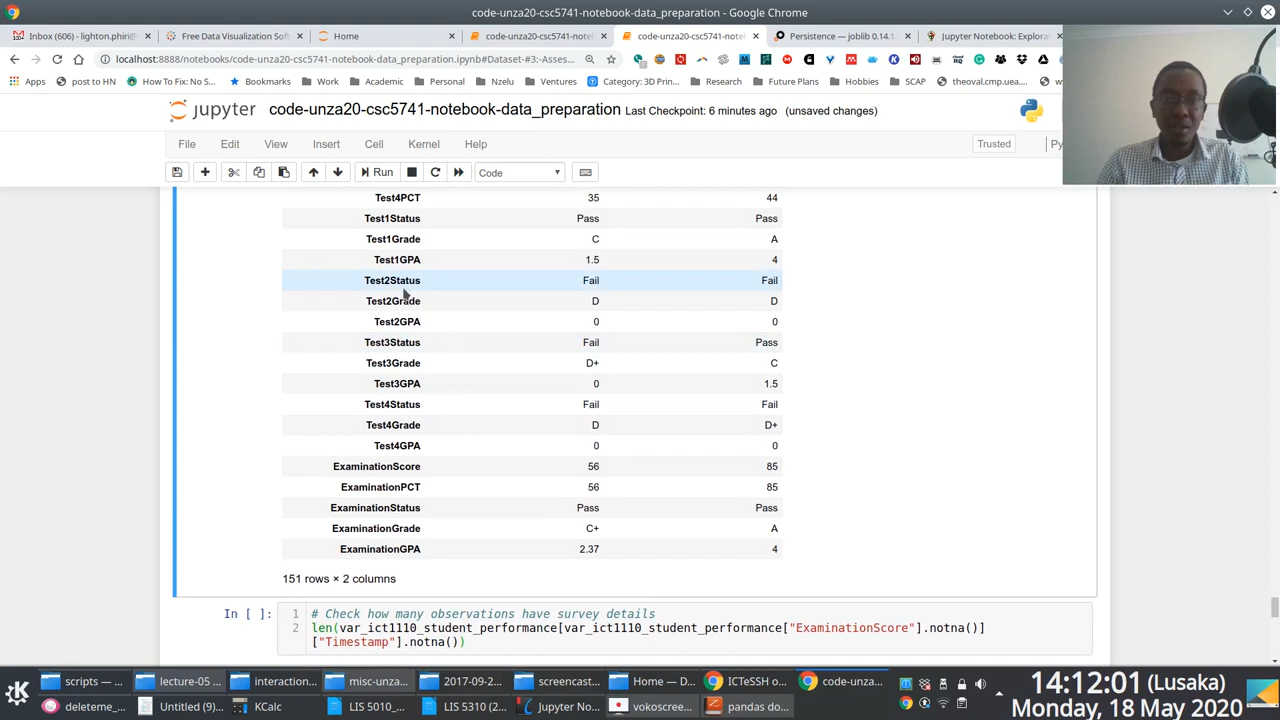 code-unza20-csc5741-notebook-data_preparation - Google Chrome
Inbox (606) - lighton.phiri@
Free Data Visualization Sof
Home
code-unza20-csc5741-notel
code-unza20-csc5741-notel
Persistence — joblib 0.14.1
Jupyter Notebook: Explora
localhost:8888/notebooks/code-unza20-csc5741-notebook-data_preparation.ipynb#Dataset-#3:-Asses...
Apps
post to HN
How To Fix: No S...
Bookmarks
Work
Academic
Personal
Nzelu
Ventures
Category: 3D Prin...
Research
Future Plans
Hobbies
SCAP
theoval.cmp.uea...
jupyter code-unza20-csc5741-notebook-data_preparation Last Checkpoint: 6 minutes ago (unsaved changes)
File Edit View Insert Cell Kernel Help
Trusted
Py
Run
Code
Test4PCT 35 44
Test1Status Pass Pass
Test1Grade C A
Test1GPA 1.5 4
Test2Status Fail Fail
Test2Grade D D
Test2GPA 0 0
Test3Status Fail Pass
Test3Grade D+ C
Test3GPA 0 1.5
Test4Status Fail Fail
Test4Grade D D+
Test4GPA 0 0
ExaminationScore 56 85
ExaminationPCT 56 85
ExaminationStatus Pass Pass
ExaminationGrade C+ A
ExaminationGPA 2.37 4
151 rows × 2 columns
In [ ]:
1 # Check how many observations have survey details
2 len(var_ict1110_student_performance[var_ict1110_student_performance["ExaminationScore"].notna()]
["Timestamp"].notna())
scripts — ...
lecture-05 ...
interaction...
misc-unza...
2017-09-2...
screencast...
Home — D...
ICTeSSH o...
code-unza...
deleteme_...
Untitled (9)...
KCalc
LIS 5010_...
LIS 5310 (2...
Jupyter No...
vokoscree...
pandas do...
14:12:01 (Lusaka)
Monday, 18 May 2020